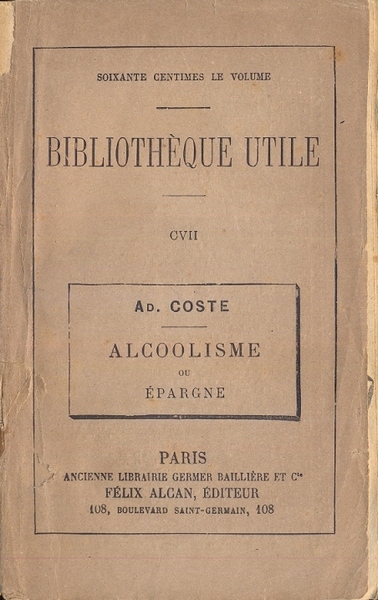 SOIXANTE CENTIMES LE VOLUME
BIBLIOTHÈQUE UTILE
CVII
AD. COSTE
ALCOOLISME
OU
ÉPARGNE
PARIS
ANCIENNE LIBRAIRIE GERMER BAILLIÈRE ET Cie
FÉLIX ALCAN, ÉDITEUR
108, BOULEVARD SAINT-GERMAIN, 108